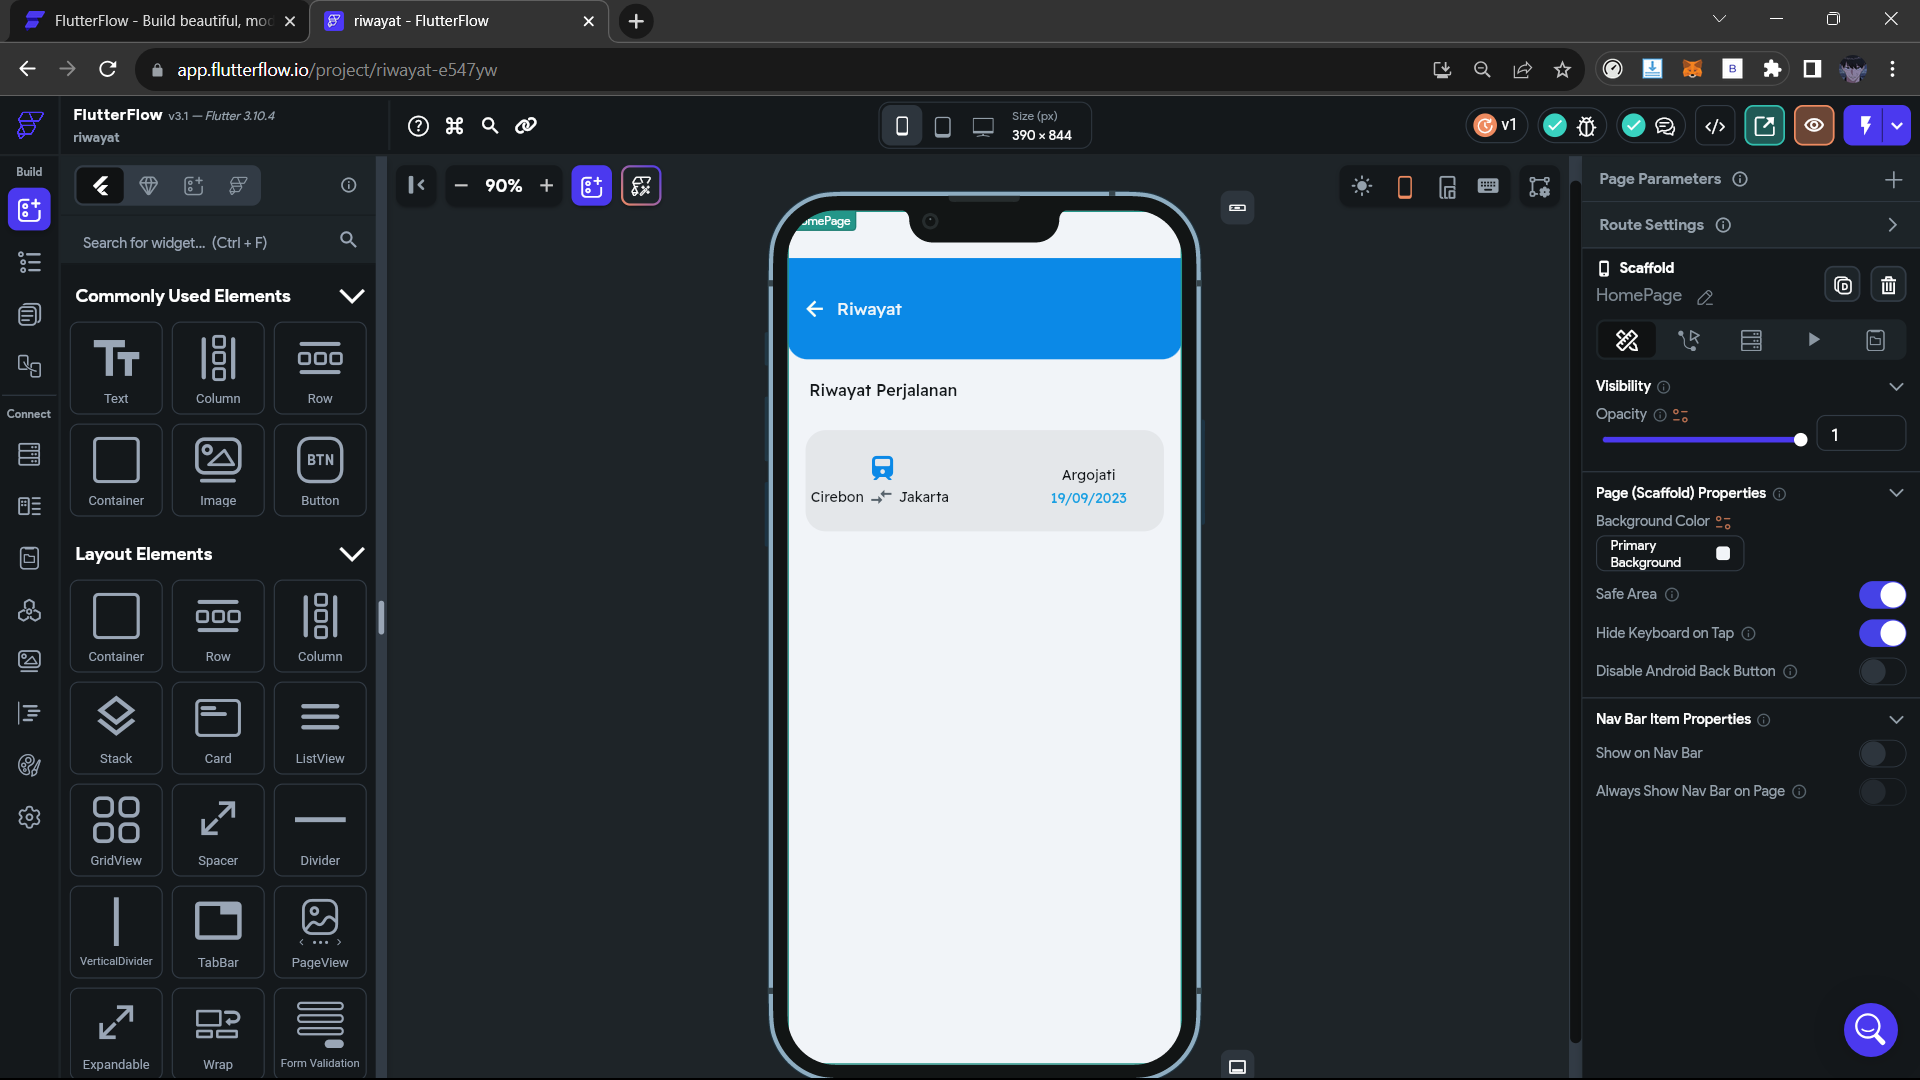 FlutterFlow - Build beautiful, mod
riwayat - FlutterFlow
app.flutterflow.io/project/riwayat-e547yw
FlutterFlow v3.1 — Flutter 3.10.4
riwayat
Size (px)
390 × 844
v1
Build
Connect
90%
Search for widget... (Ctrl + F)
Commonly Used Elements
Text
Column
Row
Container
Image
BTN
Button
Layout Elements
Container
Row
Column
Stack
Card
ListView
GridView
Spacer
Divider
VerticalDivider
TabBar
PageView
Expandable
Wrap
Form Validation
omePage
Riwayat
Riwayat Perjalanan
Cirebon
Jakarta
Argojati
19/09/2023
Page Parameters
Route Settings
Scaffold
HomePage
Visibility
Opacity
1
Page (Scaffold) Properties
Background Color
Primary
Background
Safe Area
Hide Keyboard on Tap
Disable Android Back Button
Nav Bar Item Properties
Show on Nav Bar
Always Show Nav Bar on Page